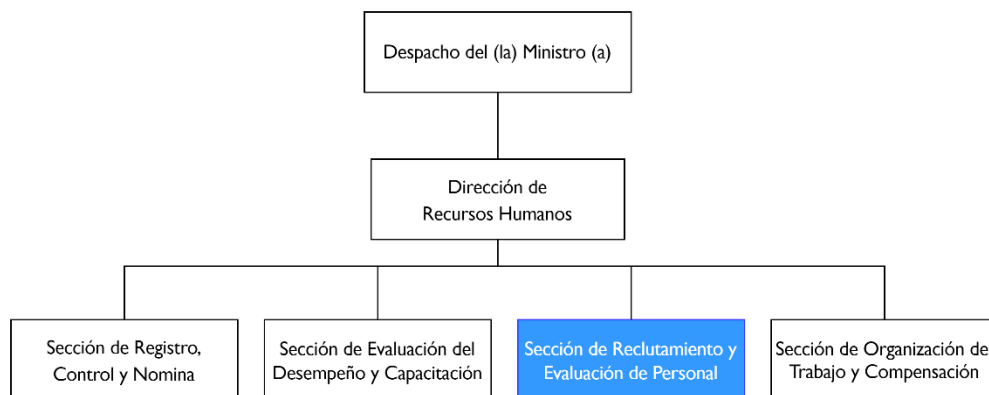 Despacho del (la) Ministro (a)
Dirección de
Recursos Humanos
Sección de Registro,
Control y Nomina
Sección de Evaluación del
Desempeño y Capacitación
Sección de Reclutamiento y
Evaluación de Personal
Sección de Organización de
Trabajo y Compensación